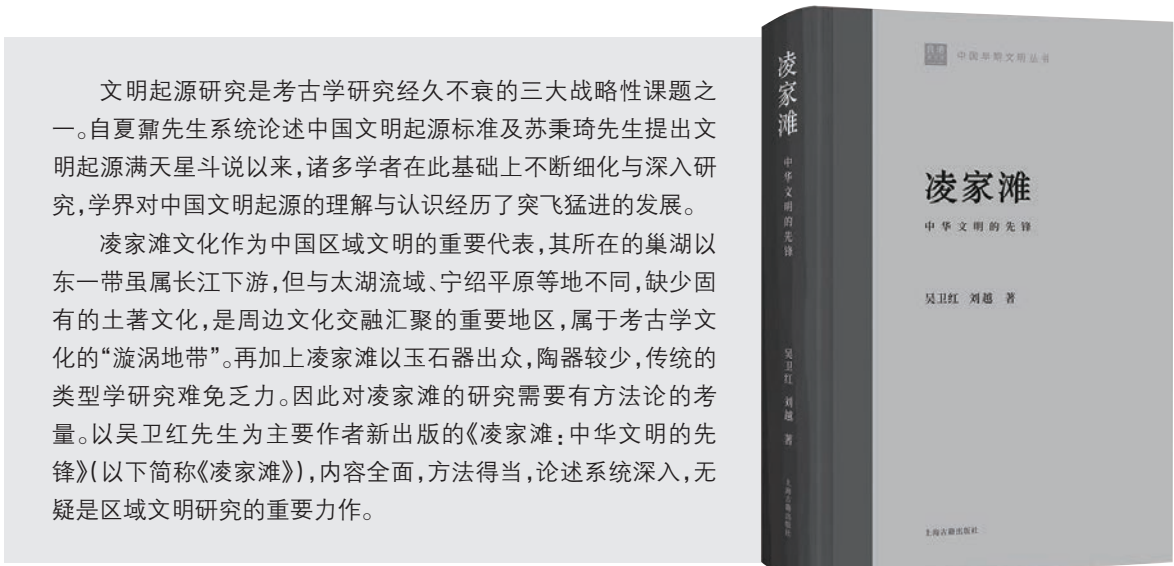 文明起源研究是考古学研究经久不衰的三大战略性课题之
一。自夏鼐先生系统论述中国文明起源标准及苏秉琦先生提出文
明起源满天星斗说以来,诸多学者在此基础上不断细化与深入研
究,学界对中国文明起源的理解与认识经历了突飞猛进的发展。
凌家滩文化作为中国区域文明的重要代表,其所在的巢湖以
东一带虽属长江下游,但与太湖流域、宁绍平原等地不同,缺少固
有的土著文化,是周边文化交融汇聚的重要地区,属于考古学文
化的“漩涡地带”。再加上凌家滩以玉石器出众,陶器较少,传统的
类型学研究难免乏力。因此对凌家滩的研究需要有方法论的考
量。以吴卫红先生为主要作者新出版的《凌家滩:中华文明的先
锋》(以下简称《凌家滩》),内容全面,方法得当,论述系统深入,无
疑是区域文明研究的重要力作。
凌家滩
中华文明的先锋
吴卫红 刘越 著
上海古籍出版社
中国早期文明丛书
凌家滩
中华文明的先锋
吴卫红 刘越 著
上海古籍出版社